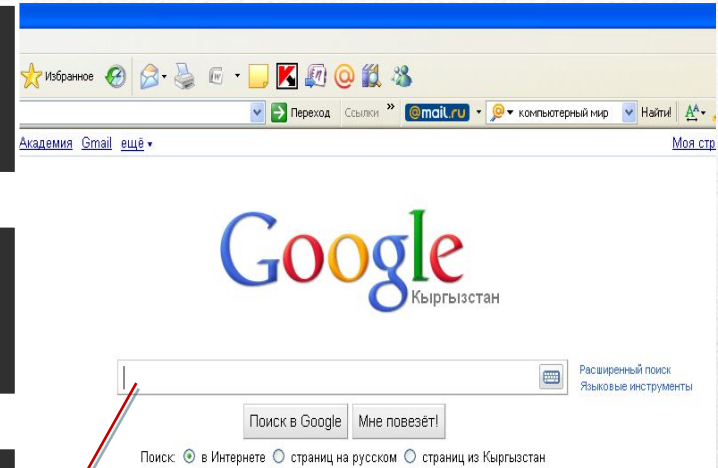 Избранное
Переход Ссылки » @mail.ru компьютерный мир Найти!
Академия Gmail ещё
Моя стр
Google
Кыргызстан
Расширенный поиск
Языковые инструменты
Поиск в Google Мне повезёт!
Поиск: в Интернете страниц на русском страниц из Кыргызстан